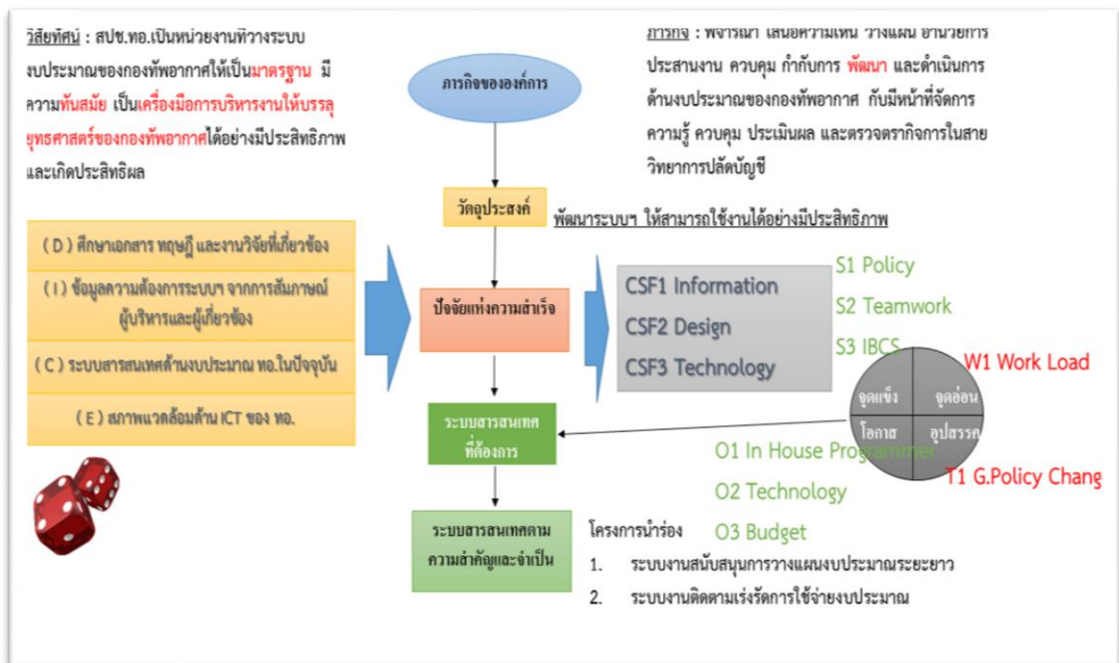 วิสัยทัศน์ : สปช.ทอ.เป็นหน่วยงานที่วางระบบ
งบประมาณของกองทัพอากาศให้เป็นมาตรฐาน มี
ความทันสมัย เป็นเครื่องมือการบริหารงานให้บรรลุ
ยุทธศาสตร์ของกองทัพอากาศได้อย่างมีประสิทธิภาพ
และเกิดประสิทธิผล
ภารกิจ : พิจารณา เสนอความเห็น วางแผน อำนวยการ
ประสานงาน ควบคุม กำกับการ พัฒนา และดำเนินการ
ด้านงบประมาณของกองทัพอากาศ กับมีหน้าที่จัดการ
ความรู้ ควบคุม ประเมินผล และตรวจตรากิจการในสาย
วิทยาการปลัดบัญชี
ภารกิจขององค์การ
วัตถุประสงค์
พัฒนาระบบฯ ให้สามารถใช้งานได้อย่างมีประสิทธิภาพ
( D ) ศึกษาเอกสาร ทฤษฎี และงานวิจัยที่เกี่ยวข้อง
( I ) ข้อมูลความต้องการระบบฯ จากการสัมภาษณ์
ผู้บริหารและผู้เกี่ยวข้อง
( C ) ระบบสารสนเทศด้านงบประมาณ ทอ.ในปัจจุบัน
( E ) สภาพแวดล้อมด้าน ICT ของ ทอ.
ปัจจัยแห่งความสำเร็จ
CSF1 Information
CSF2 Design
CSF3 Technology
S1 Policy
S2 Teamwork
S3 IBCS
W1 Work Load
จุดแข็ง
จุดอ่อน
โอกาส
อุปสรรค
ระบบสารสนเทศ
ที่ต้องการ
O1 In House Programmer
T1 G.Policy Chang
O2 Technology
O3 Budget
ระบบสารสนเทศตาม
ความสำคัญและจำเป็น
โครงการนำร่อง
1. ระบบงานสนับสนุนการวางแผนงบประมาณระยะยาว
2. ระบบงานติดตามเร่งรัดการใช้จ่ายงบประมาณ